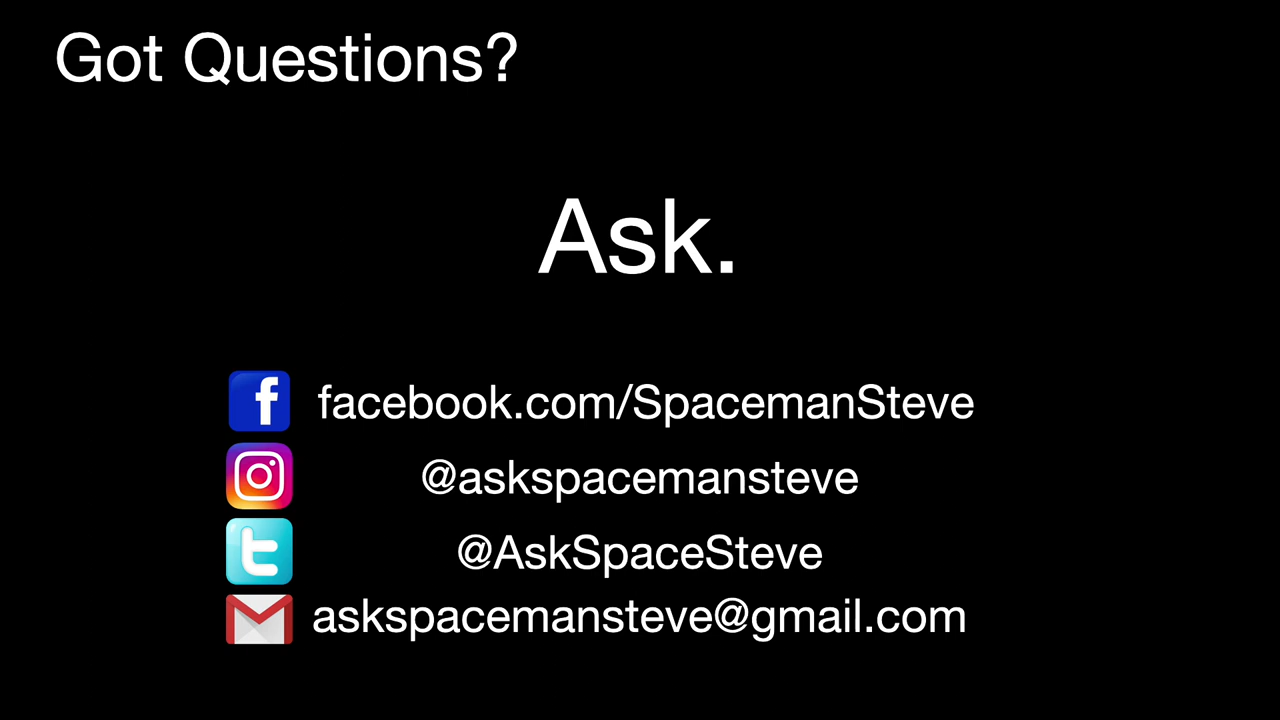 Got Questions?
Ask.
facebook.com/SpacemanSteve
@askspacemansteve
@AskSpaceSteve
askspacemansteve@gmail.com